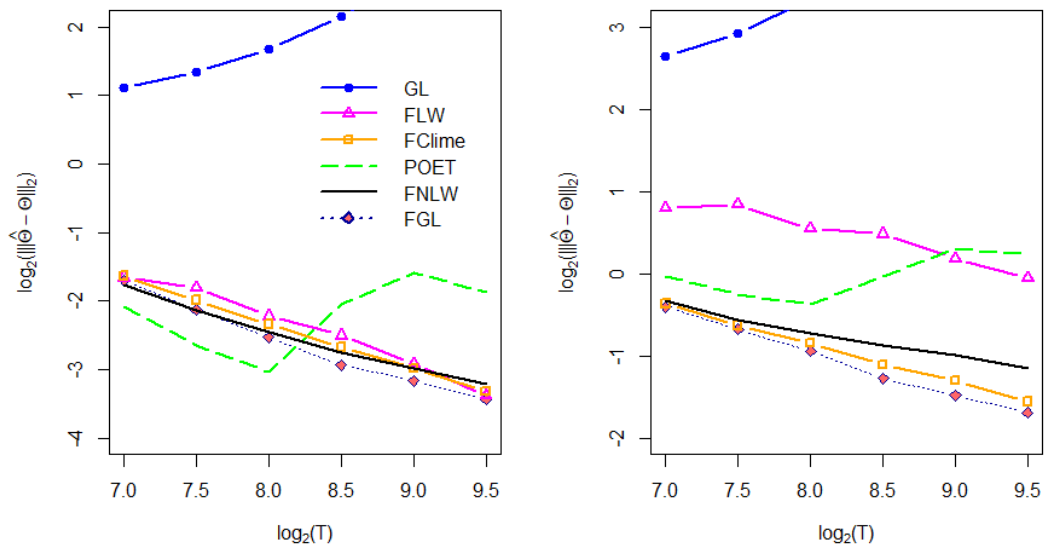 2
1
0
-1
-2
-3
-4
log₂(|||Θ̂ − Θ|||₂)
GL
FLW
FClime
POET
FNLW
FGL
7.0 7.5 8.0 8.5 9.0 9.5
log₂(T)
3
2
1
0
-1
-2
log₂(|||Θ̂ − Θ|||₂)
7.0 7.5 8.0 8.5 9.0 9.5
log₂(T)